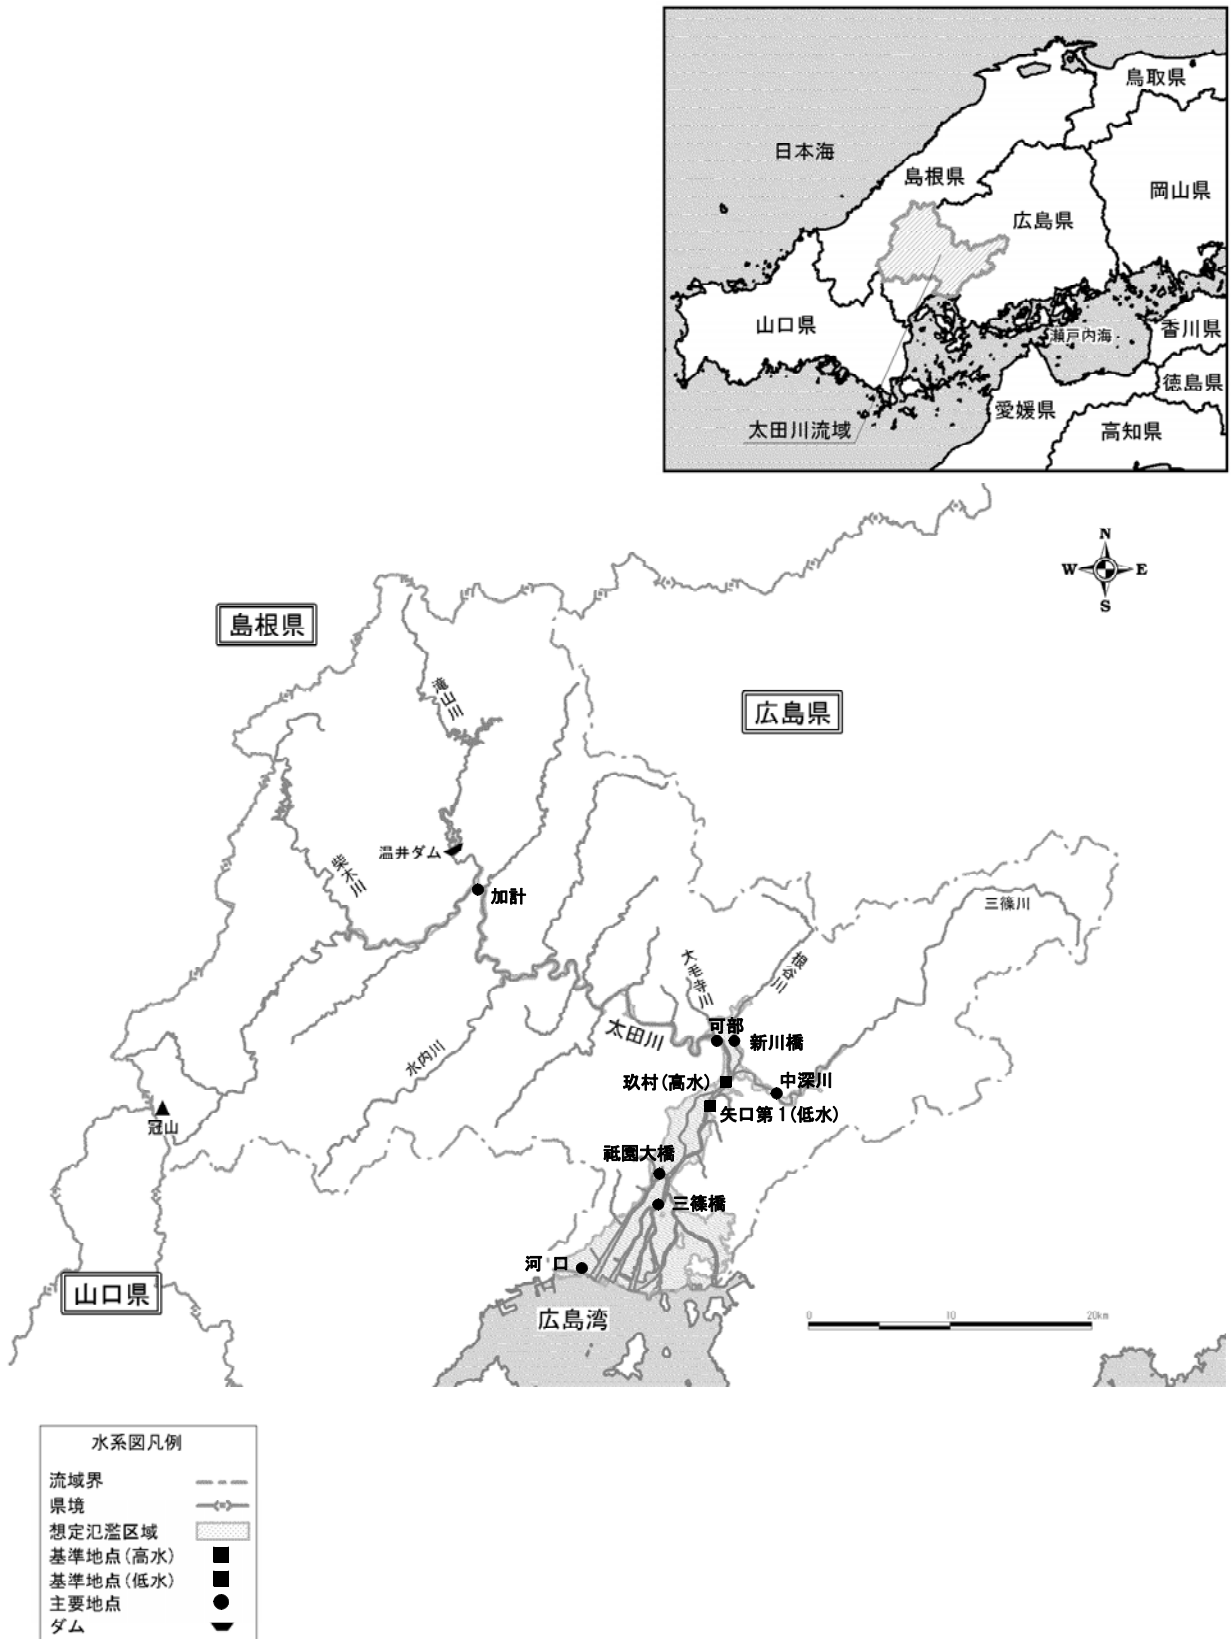 鳥取県
日本海
島根県
岡山県
広島県
山口県
瀬戸内海
香川県
徳島県
愛媛県
太田川流域
高知県
N
W
E
S
島根県
広島県
滝山川
温井ダム
柴木川
加計
三篠川
大毛寺川
根谷川
太田川
可部
新川橋
水内川
玖村(高水)
中深川
矢口第1(低水)
冠山
祗園大橋
三篠橋
河口
山口県
広島湾
0 10 20km
水系図凡例
流域界
県境
想定氾濫区域
基準地点(高水)
基準地点(低水)
主要地点
ダム